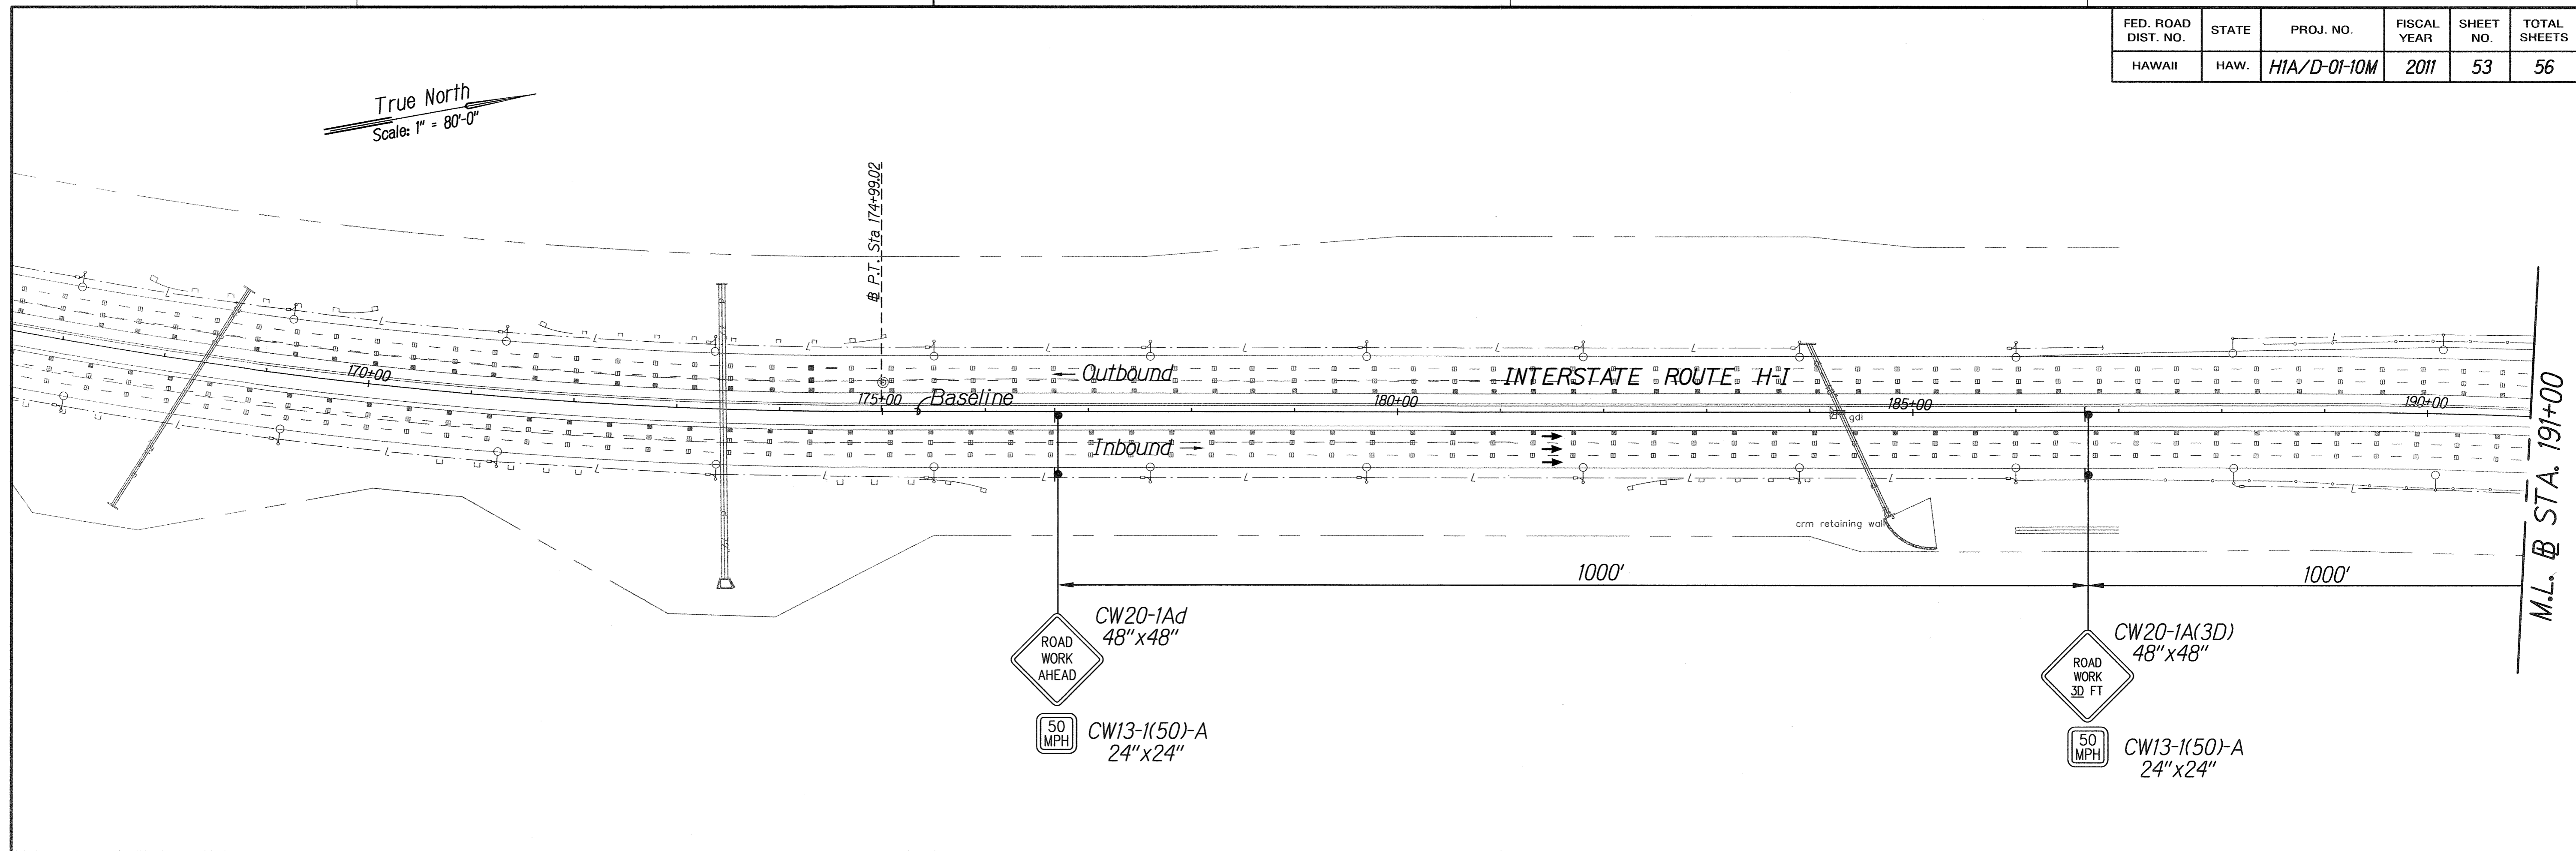 FED. ROAD DIST. NO. STATE PROJ. NO. FISCAL YEAR SHEET NO. TOTAL SHEETS
HAWAII HAW. H1A/D-01-10M 2011 53 56
True North
Scale: 1" = 80'-0"
℄ P.T. Sta 174+99.02
L L L L L L L L L
170+00
175+00
Baseline
Outbound
180+00
INTERSTATE ROUTE H-1
185+00
190+00
gdi
Inbound
L L L L L L L L
crm retaining wall
1000'
1000'
M.L. ℄ STA. 191+00
ROAD
WORK
AHEAD
CW20-1Ad
48"x48"
50
MPH
CW13-1(50)-A
24"x24"
ROAD
WORK
3D FT
CW20-1A(3D)
48"x48"
50
MPH
CW13-1(50)-A
24"x24"